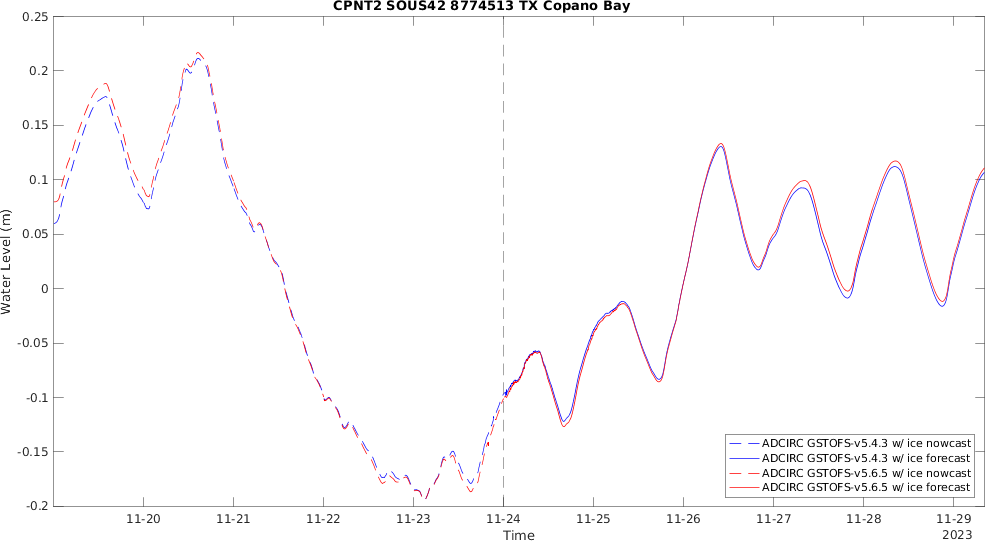 CPNT2 SOUS42 8774513 TX Copano Bay
Water Level (m)
0.25
0.2
0.15
0.1
0.05
0
-0.05
-0.1
-0.15
-0.2
ADCIRC GSTOFS-v5.4.3 w/ ice nowcast
ADCIRC GSTOFS-v5.4.3 w/ ice forecast
ADCIRC GSTOFS-v5.6.5 w/ ice nowcast
ADCIRC GSTOFS-v5.6.5 w/ ice forecast
11-20 11-21 11-22 11-23 11-24 11-25 11-26 11-27 11-28 11-29
Time 2023